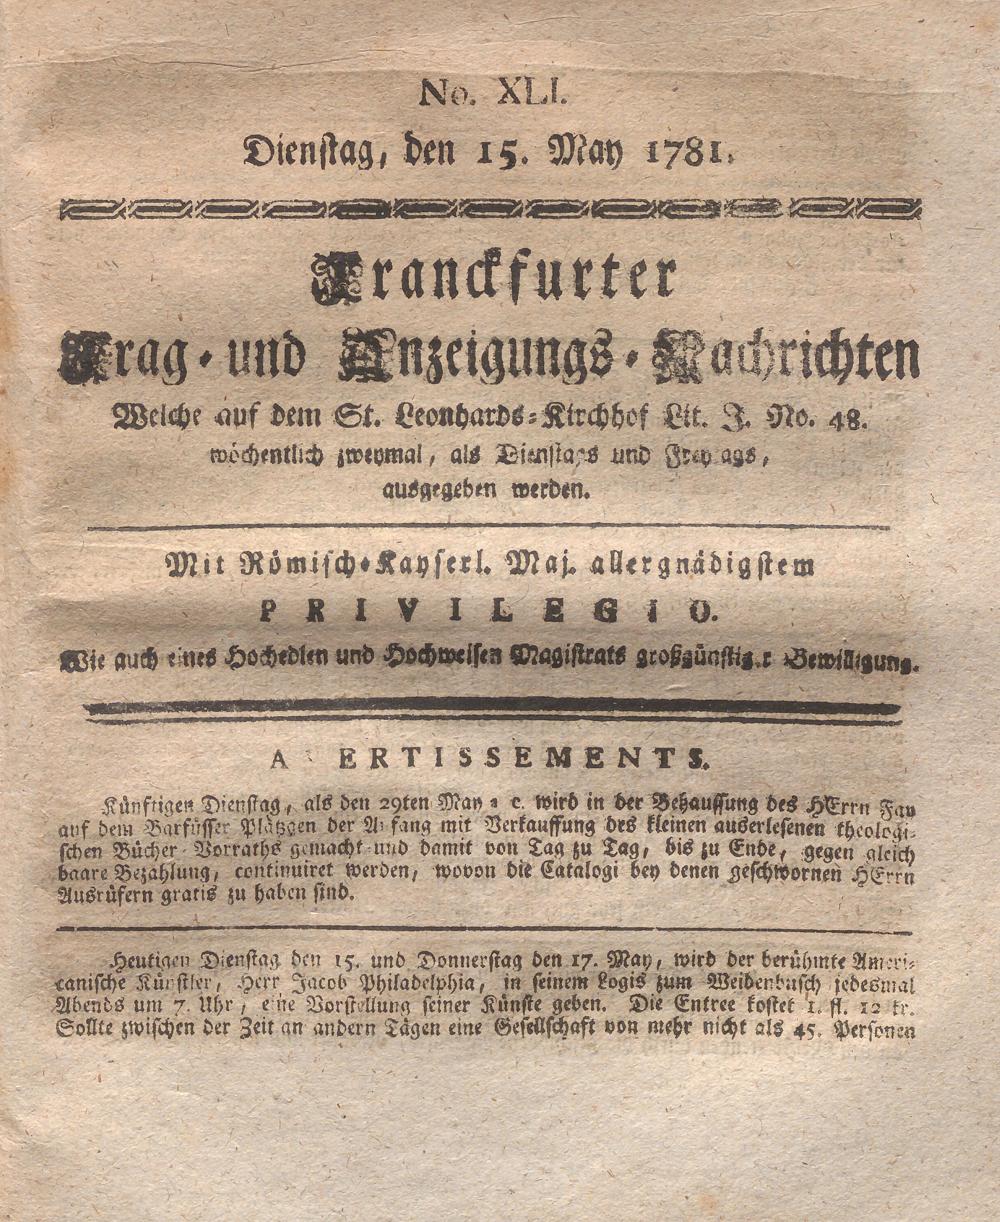 No. XLI.
Dienstag, den 15. May 1781.
Franckfurter
Frag- und Anzeigungs-Nachrichten
Welche auf dem St. Leonhards-Kirchhof Lit. J. No. 48.
wöchentlich zweymal, als Dienstags und Freytags,
ausgegeben werden.
Mit Römisch-Kayserl. Maj. allergnädigstem
PRIVILEGIO.
Wie auch eines Hochedlen und Hochweisen Magistrats großgünstiger Bewilligung.
AVERTISSEMENTS.
Künftigen Dienstag, als den 29ten May a. c. wird in der Behaussung des HErrn Fay
auf dem Barfüsser Plätzgen der Anfang mit Verkauffung des kleinen auserlesenen theologi-
schen Bücher-Vorraths gemacht und damit von Tag zu Tag, bis zu Ende, gegen gleich
baare Bezahlung, continuiret werden, wovon die Catalogi bey denen geschwornen HErrn
Ausrüfern gratis zu haben sind.
Heutigen Dienstag den 15. und Donnerstag den 17. May, wird der berühmte Ameri-
canische Künstler, Herr Jacob Philadelphia, in seinem Logis zum Weidenbusch jedesmal
Abends um 7. Uhr, eine Vorstellung seiner Künste geben. Die Entree kostet 1. fl. 12 kr.
Sollte zwischen der Zeit an andern Tägen eine Gesellschaft von mehr nicht als 45. Personen